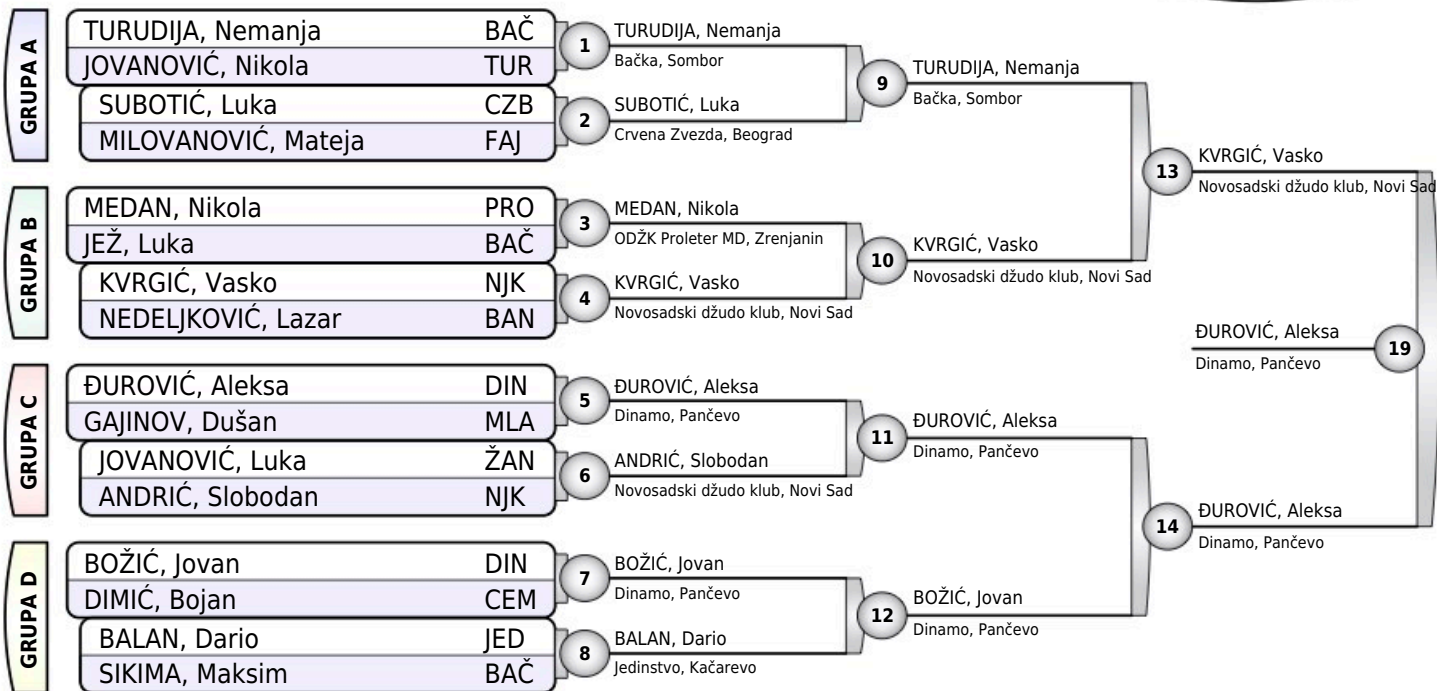 GRUPA A
TURUDIJA, Nemanja BAČ
JOVANOVIĆ, Nikola TUR
SUBOTIĆ, Luka CZB
MILOVANOVIĆ, Mateja FAJ
GRUPA B
MEDAN, Nikola PRO
JEŽ, Luka BAČ
KVRGIĆ, Vasko NJK
NEDELJKOVIĆ, Lazar BAN
GRUPA C
ĐUROVIĆ, Aleksa DIN
GAJINOV, Dušan MLA
JOVANOVIĆ, Luka ŽAN
ANDRIĆ, Slobodan NJK
GRUPA D
BOŽIĆ, Jovan DIN
DIMIĆ, Bojan CEM
BALAN, Dario JED
SIKIMA, Maksim BAČ
1
TURUDIJA, Nemanja
Bačka, Sombor
2
SUBOTIĆ, Luka
Crvena Zvezda, Beograd
3
MEDAN, Nikola
ODŽK Proleter MD, Zrenjanin
4
KVRGIĆ, Vasko
Novosadski džudo klub, Novi Sad
5
ĐUROVIĆ, Aleksa
Dinamo, Pančevo
6
ANDRIĆ, Slobodan
Novosadski džudo klub, Novi Sad
7
BOŽIĆ, Jovan
Dinamo, Pančevo
8
BALAN, Dario
Jedinstvo, Kačarevo
9
TURUDIJA, Nemanja
Bačka, Sombor
10
KVRGIĆ, Vasko
Novosadski džudo klub, Novi Sad
11
ĐUROVIĆ, Aleksa
Dinamo, Pančevo
12
BOŽIĆ, Jovan
Dinamo, Pančevo
13
KVRGIĆ, Vasko
Novosadski džudo klub, Novi Sad
14
ĐUROVIĆ, Aleksa
Dinamo, Pančevo
ĐUROVIĆ, Aleksa
Dinamo, Pančevo
19